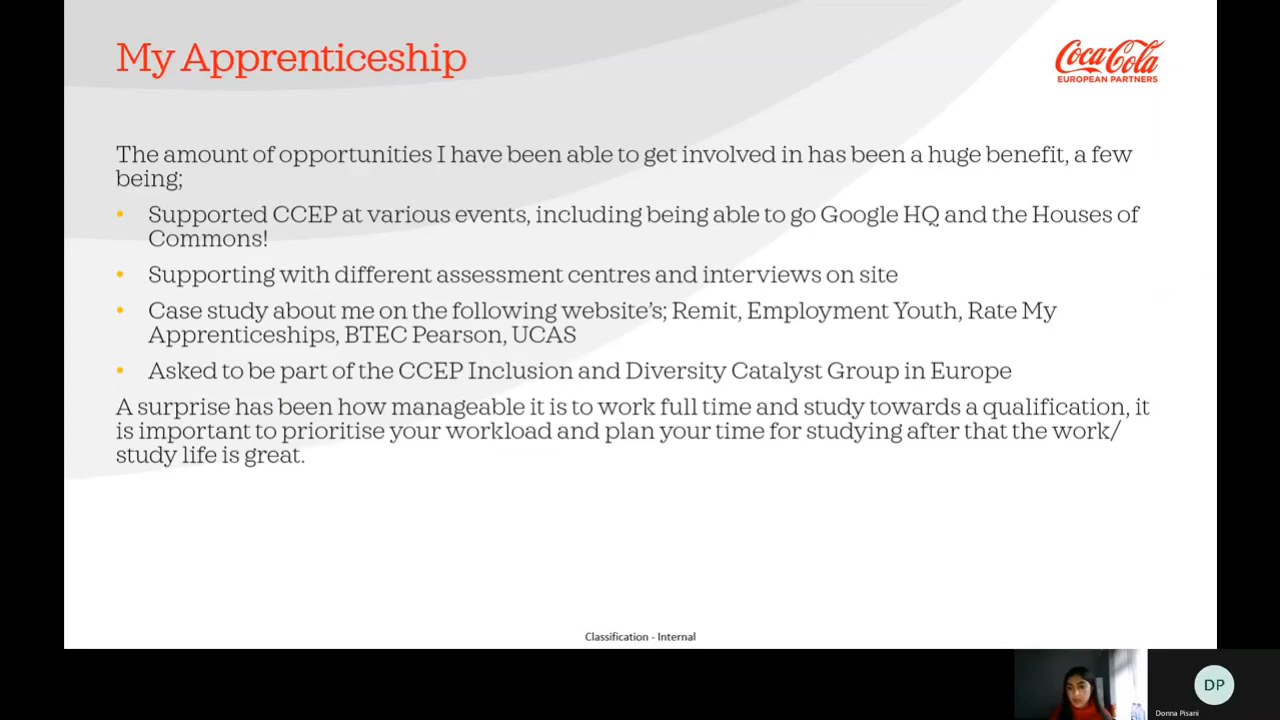 My Apprenticeship
Coca-Cola
EUROPEAN PARTNERS
The amount of opportunities I have been able to get involved in has been a huge benefit, a few
being;
• Supported CCEP at various events, including being able to go Google HQ and the Houses of
Commons!
• Supporting with different assessment centres and interviews on site
• Case study about me on the following website's; Remit, Employment Youth, Rate My
Apprenticeships, BTEC Pearson, UCAS
• Asked to be part of the CCEP Inclusion and Diversity Catalyst Group in Europe
A surprise has been how manageable it is to work full time and study towards a qualification, it
is important to prioritise your workload and plan your time for studying after that the work/
study life is great.
Classification - Internal
DP
Donna Pisani